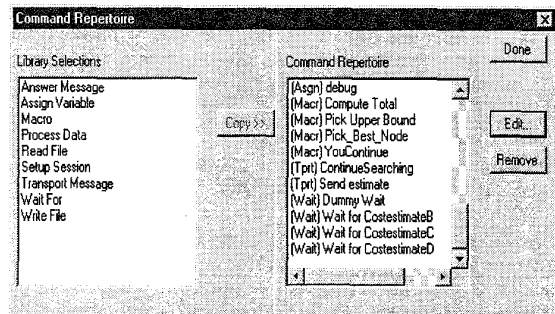 Command Repertoire
Library Selections
Answer Message
Assign Variable
Macro
Process Data
Read File
Setup Session
Transport Message
Wait For
Write File
Copy >>
Command Repertoire
(Asgn) debug
(Macr) Compute Total
(Macr) Pick Upper Bound
(Macr) Pick_Best_Node
(Macr) YouContinue
(Tprt) ContinueSearching
(Tprt) Send estimate
(Wait) Dummy Wait
(Wait) Wait for CostestimateB
(Wait) Wait for CostestimateC
(Wait) Wait for CostestimateD
Done
Edit...
Remove